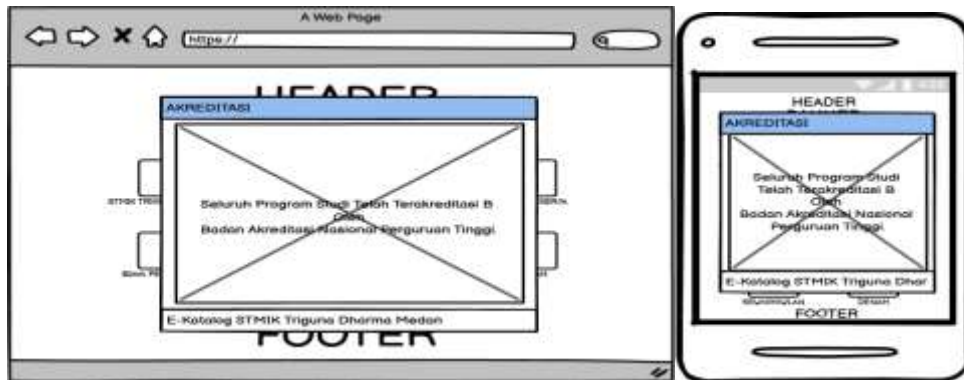 A Web Page
https://
HEADER
AKREDITASI
Seluruh Program Studi Telah Terakreditasi B
Oleh
Badan Akreditasi Nasional Perguruan Tinggi
E-Katalog STMIK Triguna Dharma Medan
FOOTER
HEADER
AKREDITASI
Seluruh Program Studi
Telah Terakreditasi B
Oleh
Badan Akreditasi Nasional
Perguruan Tinggi
E-Katalog STMIK Triguna Dhar
DENAH
FOOTER